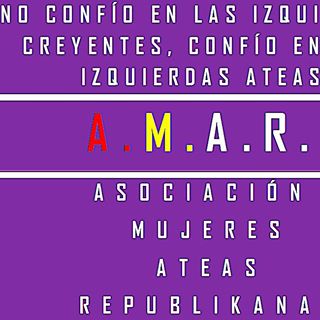 NO CONFÍO EN LAS IZQUI
CREYENTES, CONFÍO EN
IZQUIERDAS ATEAS
A.M.A.R.
ASOCIACIÓN
MUJERES
ATEAS
REPUBLIKANA